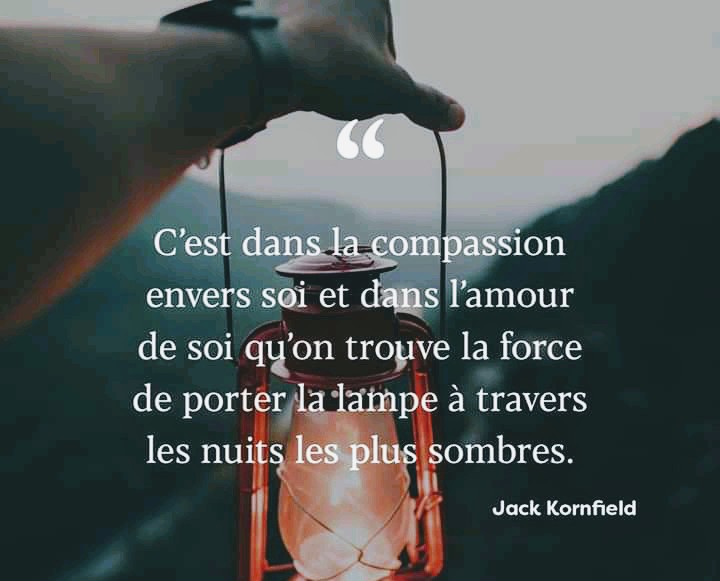 “
C’est dans la compassion
envers soi et dans l’amour
de soi qu’on trouve la force
de porter la lampe à travers
les nuits les plus sombres.
Jack Kornfield